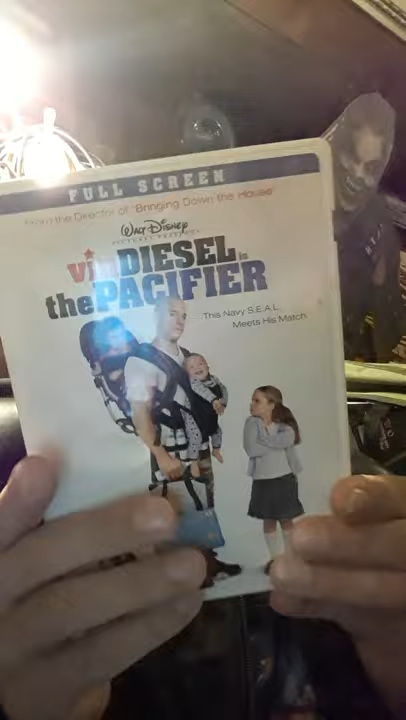 FULL SCREEN
From the Director of "Bringing Down the House"
WALT DISNEY
PICTURES PRESENTS
vin DIESEL is
the PACIFIER
This Navy S.E.A.L.
Meets His Match.